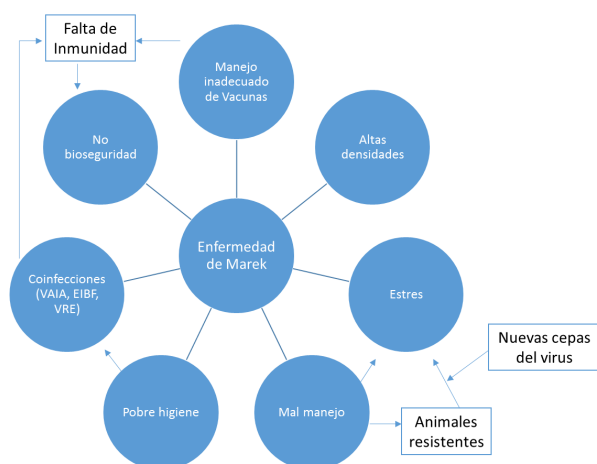 Falta de
Inmunidad
Manejo
inadecuado
de Vacunas
No
bioseguridad
Altas
densidades
Enfermedad
de Marek
Coinfecciones
(VAIA, EIBF,
VRE)
Estres
Nuevas cepas
del virus
Pobre higiene
Mal manejo
Animales
resistentes